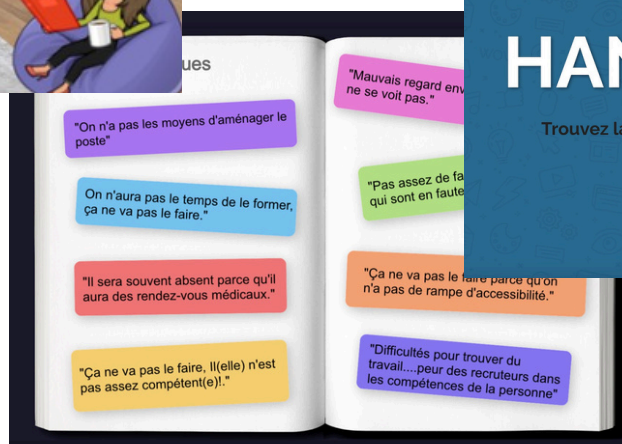 "On n'a pas les moyens d'aménager le
poste"
On n'aura pas le temps de le former,
ça ne va pas le faire."
"Il sera souvent absent parce qu'il
aura des rendez-vous médicaux."
"Ça ne va pas le faire, Il(elle) n'est
pas assez compétent(e)!."
"Mauvais regard
ne se voit pas."
"Pas assez de
qui sont en
"Ça ne va pas le faire parce qu'on
n'a pas de rampe d'accessibilité."
"Difficultés pour trouver du
travail....peur des recruteurs dans
les compétences de la personne"
Trouvez